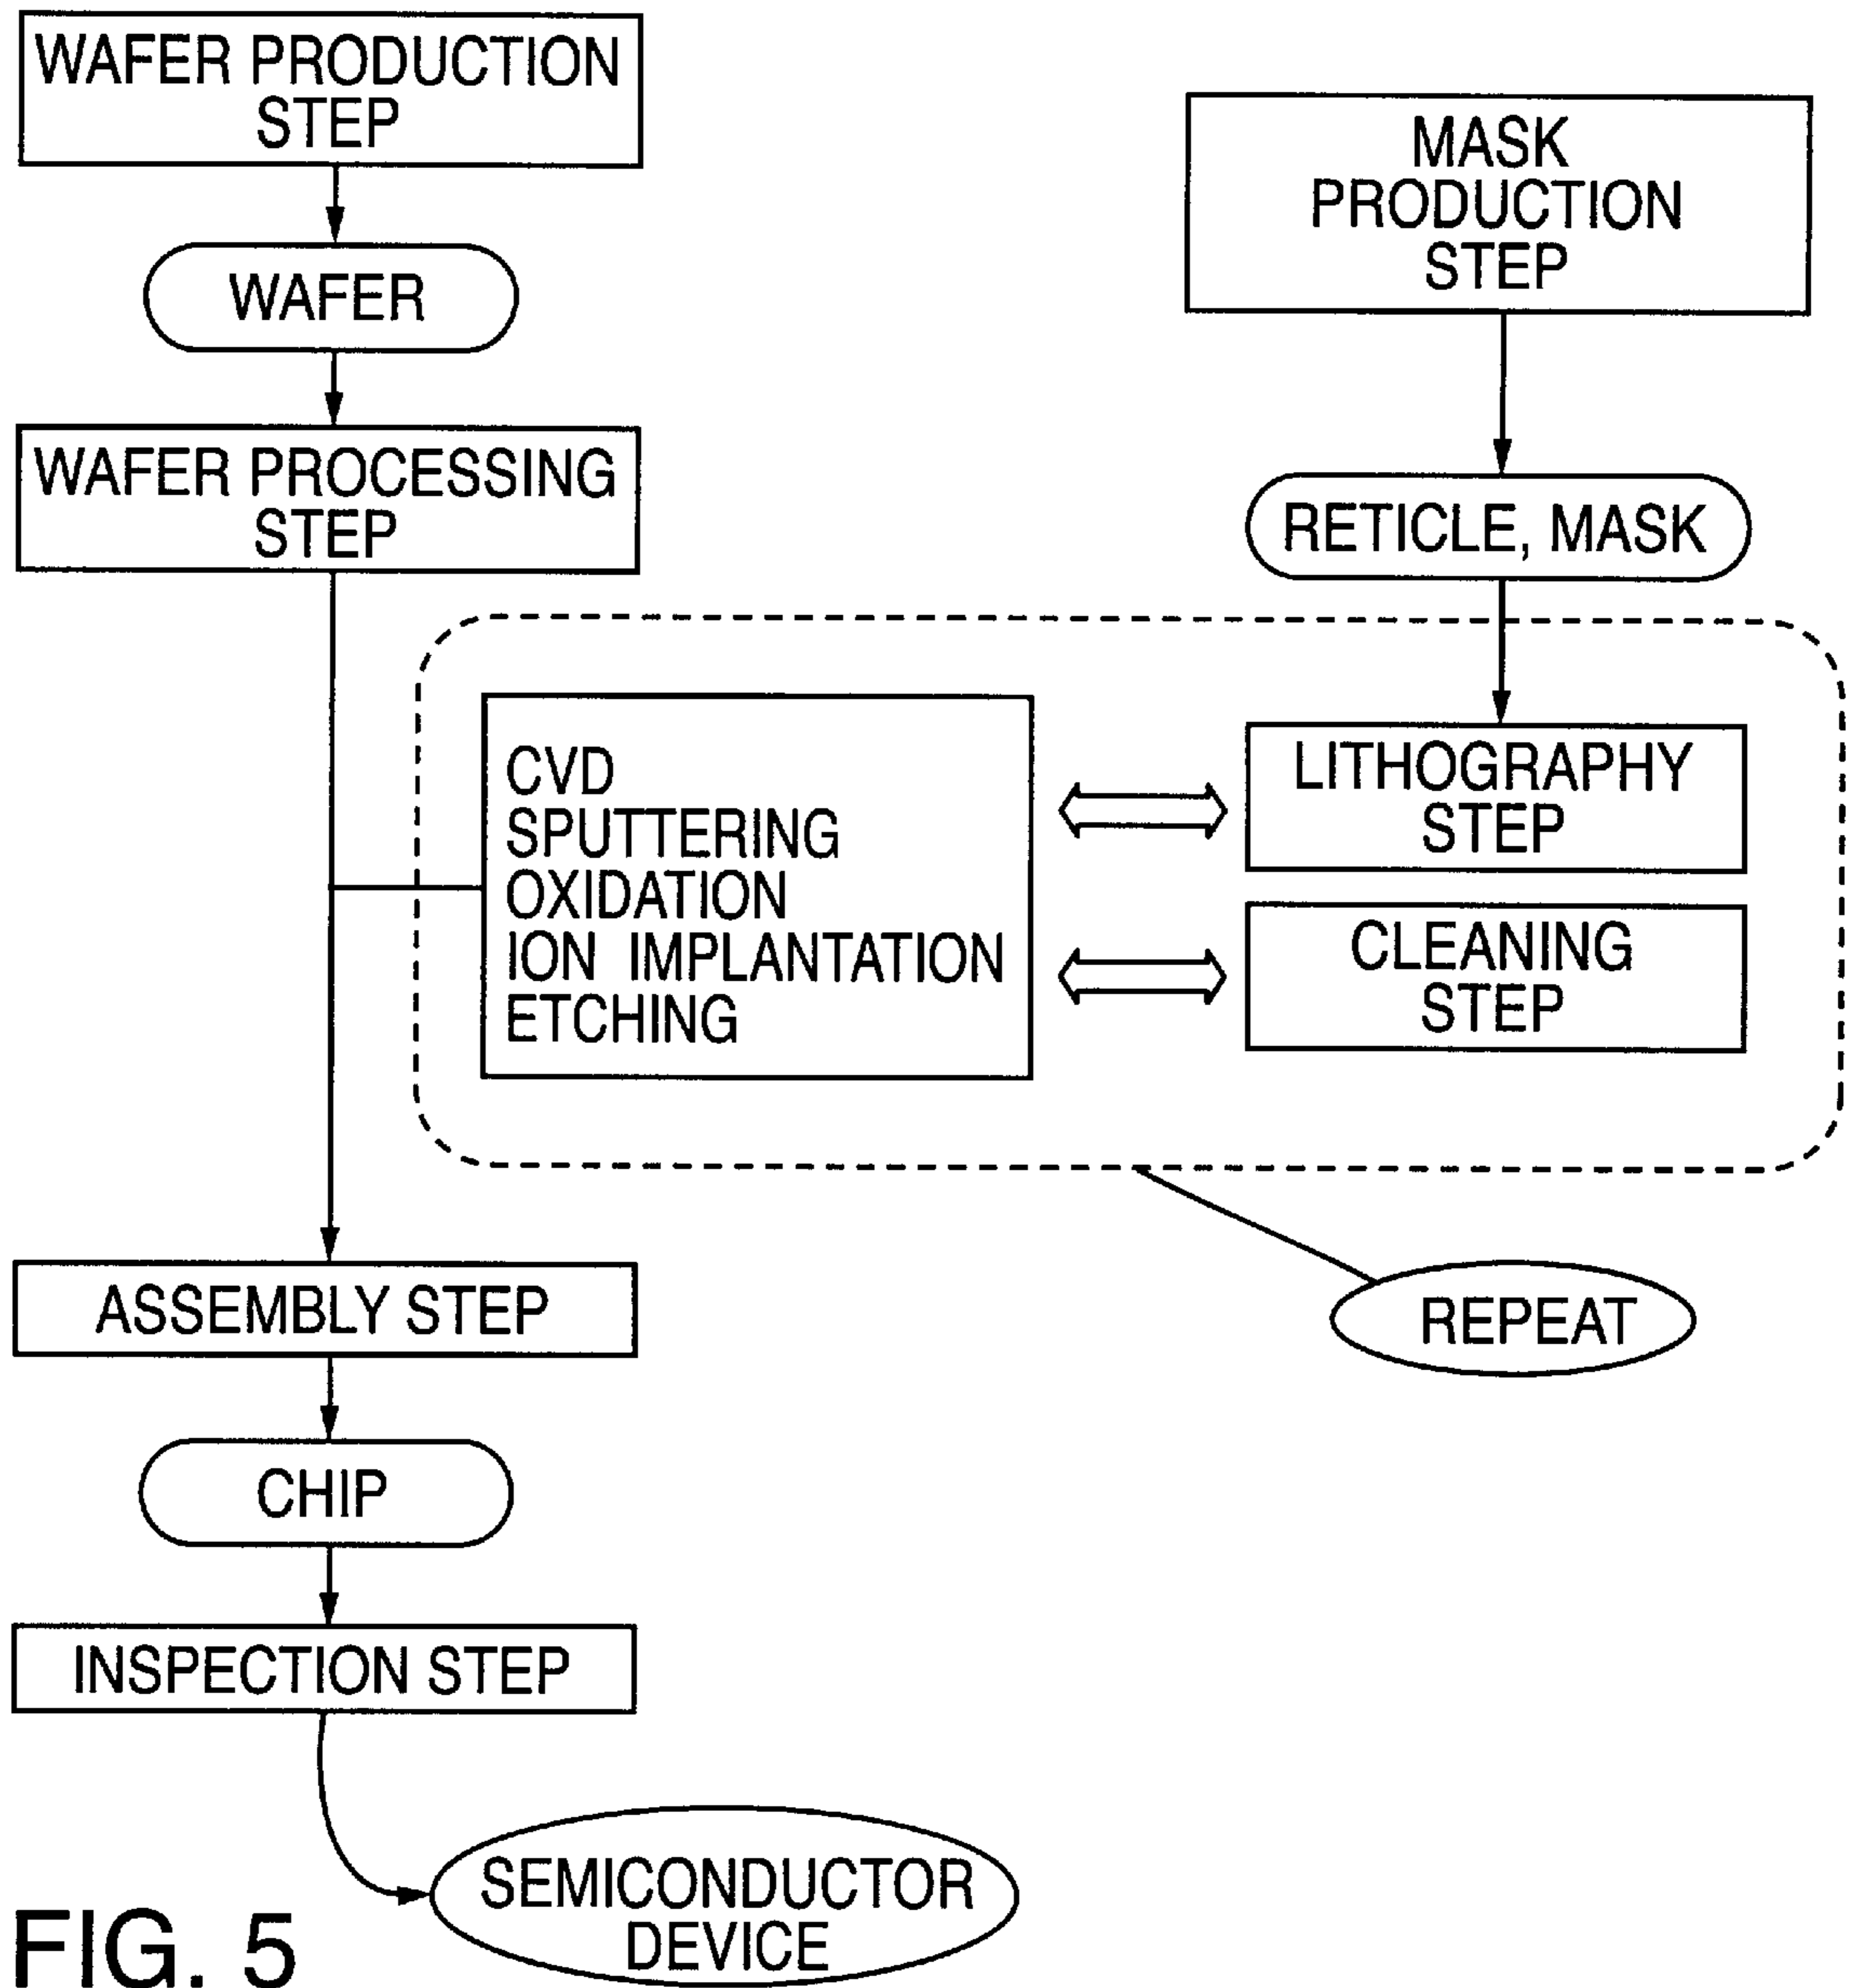 WAFER PRODUCTION
STEP
WAFER
WAFER PROCESSING
STEP
MASK
PRODUCTION
STEP
RETICLE, MASK
CVD
SPUTTERING
OXIDATION
ION IMPLANTATION
ETCHING
LITHOGRAPHY
STEP
CLEANING
STEP
REPEAT
ASSEMBLY STEP
CHIP
INSPECTION STEP
SEMICONDUCTOR
DEVICE
FIG. 5